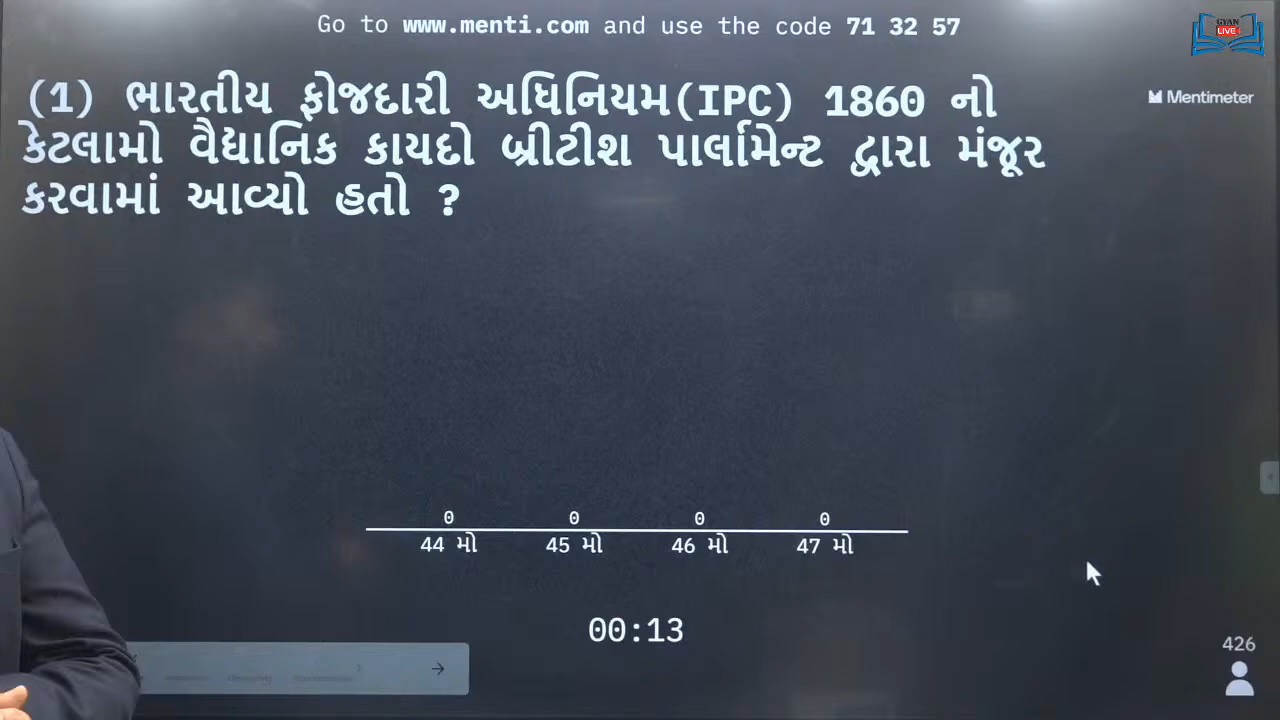 Go to www.menti.com and use the code 71 32 57
GYAN
LIVE
(1) ભારતીય ફોજદારી અધિનિયમ(IPC) 1860 નો
Mentimeter
કેટલામો વૈદ્યાનિક કાયદો બ્રીટીશ પાર્લામેન્ટ દ્વારા મંજૂર
કરવામાં આવ્યો હતો ?
0 0 0 0
44 મો 45 મો 46 મો 47 મો
00:13
426